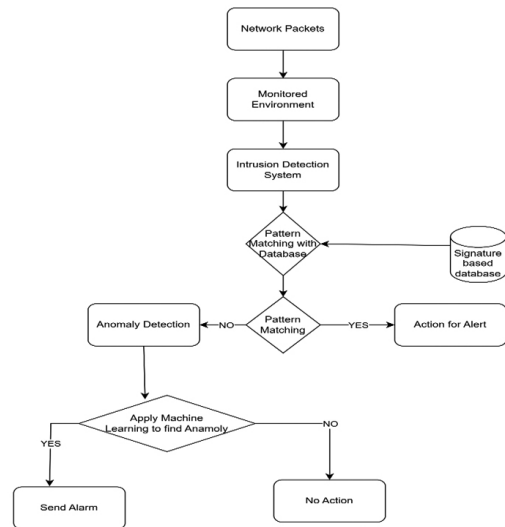 Network Packets
Monitored
Environment
Intrusion Detection
System
Pattern
Matching with
Database
Signature
based
database
Pattern
Matching
NO
YES
Anomaly Detection
Action for Alert
Apply Machine
Learning to find Anamoly
YES
NO
Send Alarm
No Action